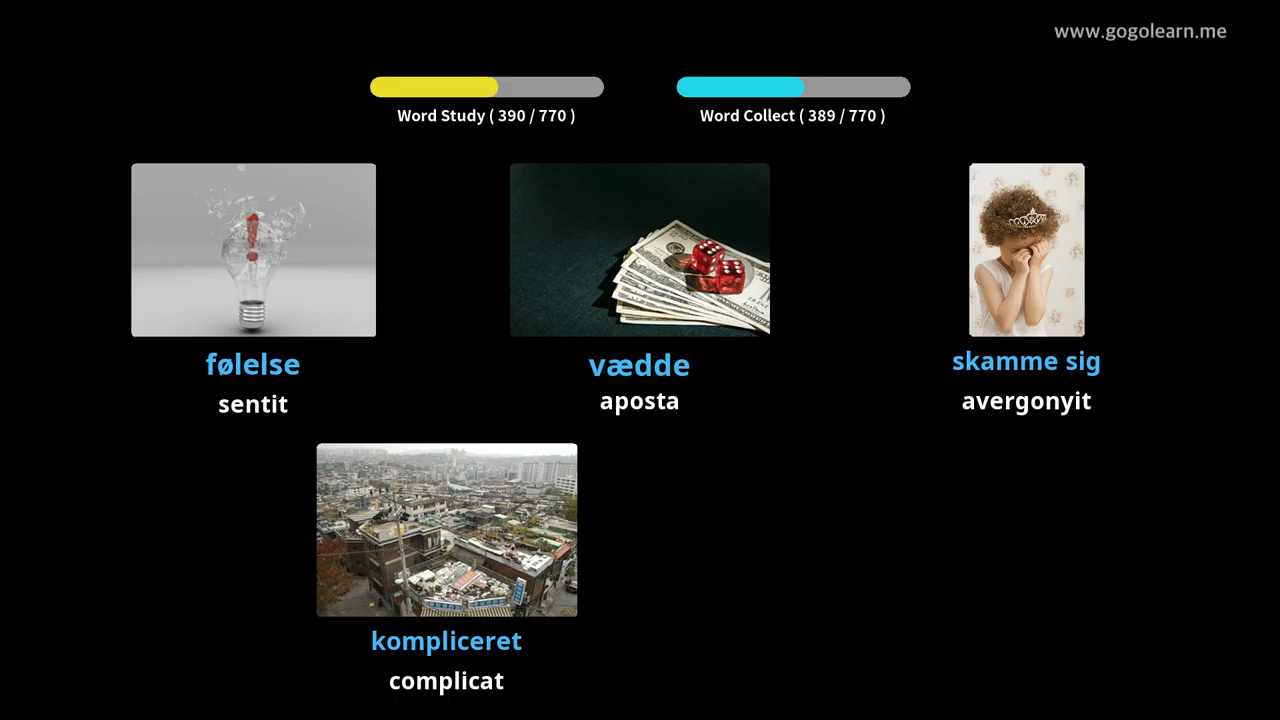 www.gogolearn.me
Word Study ( 390 / 770 )
Word Collect ( 389 / 770 )
følelse
sentit
vædde
aposta
skamme sig
avergonyit
kompliceret
complicat